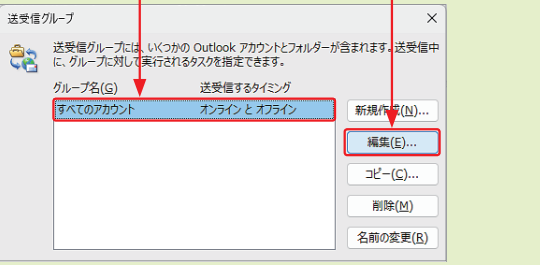 送受信グループ
送受信グループには、いくつかの Outlook アカウントとフォルダーが含まれます。送受信中
に、グループに対して実行されるタスクを指定できます。
グループ名(G) 送受信するタイミング
すべてのアカウント オンライン と オフライン
新規作成(N)...
編集(E)...
コピー(C)...
削除(M)
名前の変更(R)